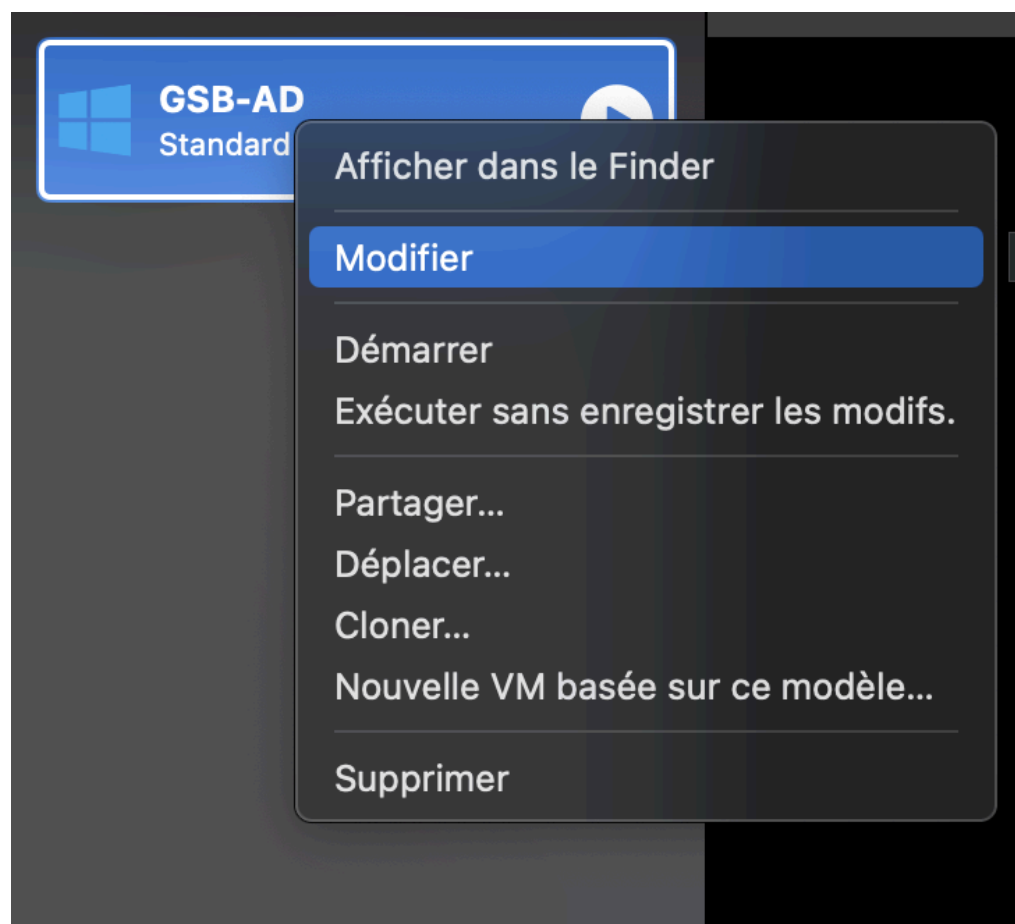 GSB-AD
Standard
Afficher dans le Finder
Modifier
Démarrer
Exécuter sans enregistrer les modifs.
Partager...
Déplacer...
Cloner...
Nouvelle VM basée sur ce modèle...
Supprimer